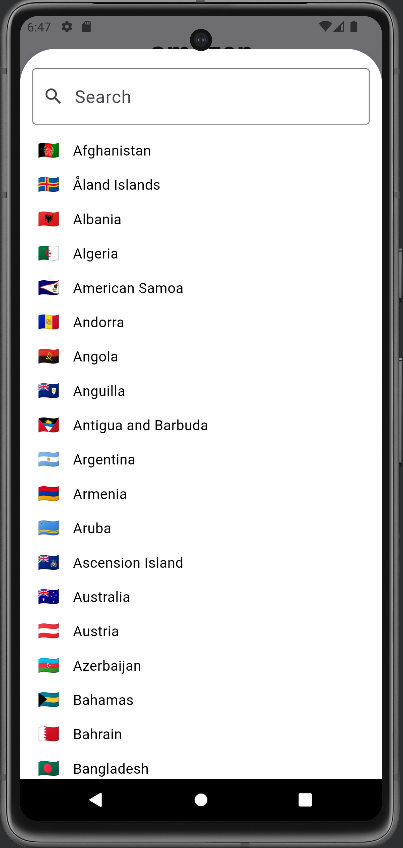 6:47
amazon
Search
Afghanistan
Åland Islands
Albania
Algeria
American Samoa
Andorra
Angola
Anguilla
Antigua and Barbuda
Argentina
Armenia
Aruba
Ascension Island
Australia
Austria
Azerbaijan
Bahamas
Bahrain
Bangladesh